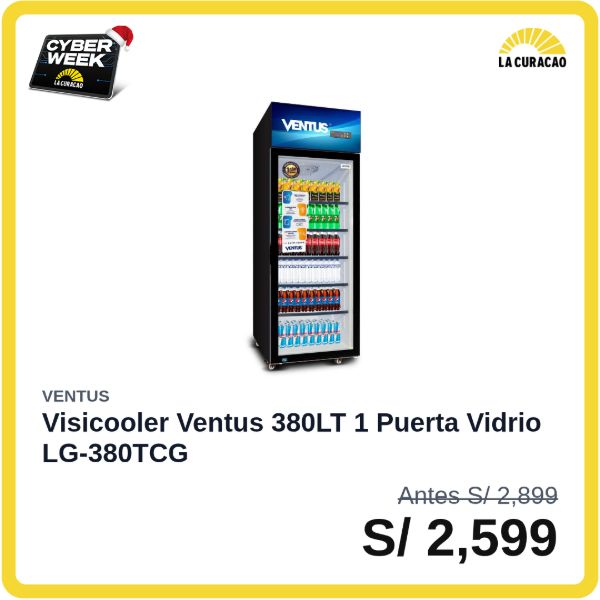 CYBER
WEEK
LA CURACAO
LA CURACAO
VENTUS
VENTUS
VENTUS
Visicooler Ventus 380LT 1 Puerta Vidrio
LG-380TCG
Antes S/ 2,899
S/ 2,599